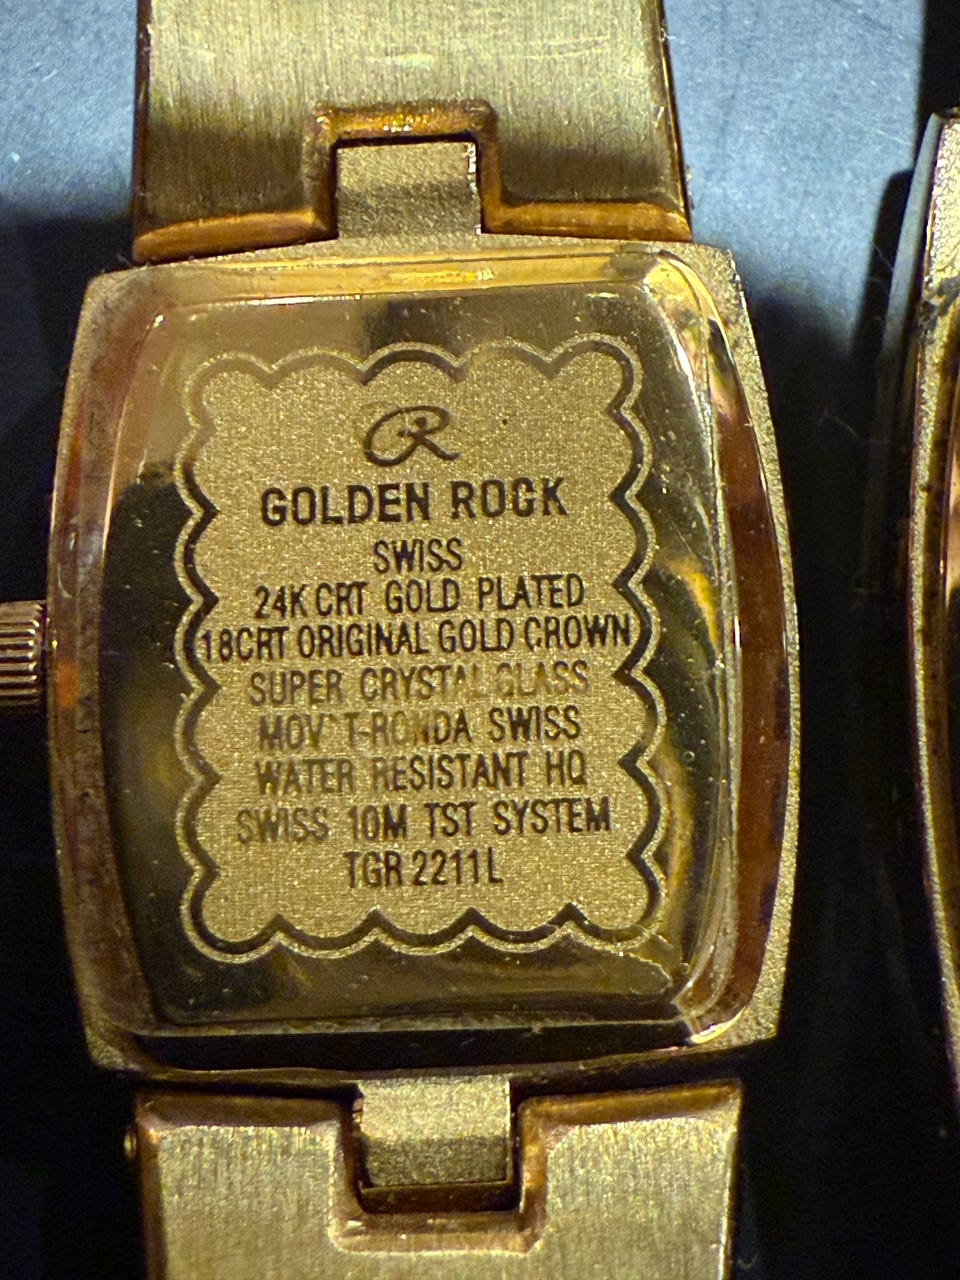 GR
GOLDEN ROCK
SWISS
24K CRT GOLD PLATED
18CRT ORIGINAL GOLD CROWN
SUPER CRYSTAL GLASS
MOV'T-RONDA SWISS
WATER RESISTANT HQ
SWISS 10M TST SYSTEM
TGR 2211L